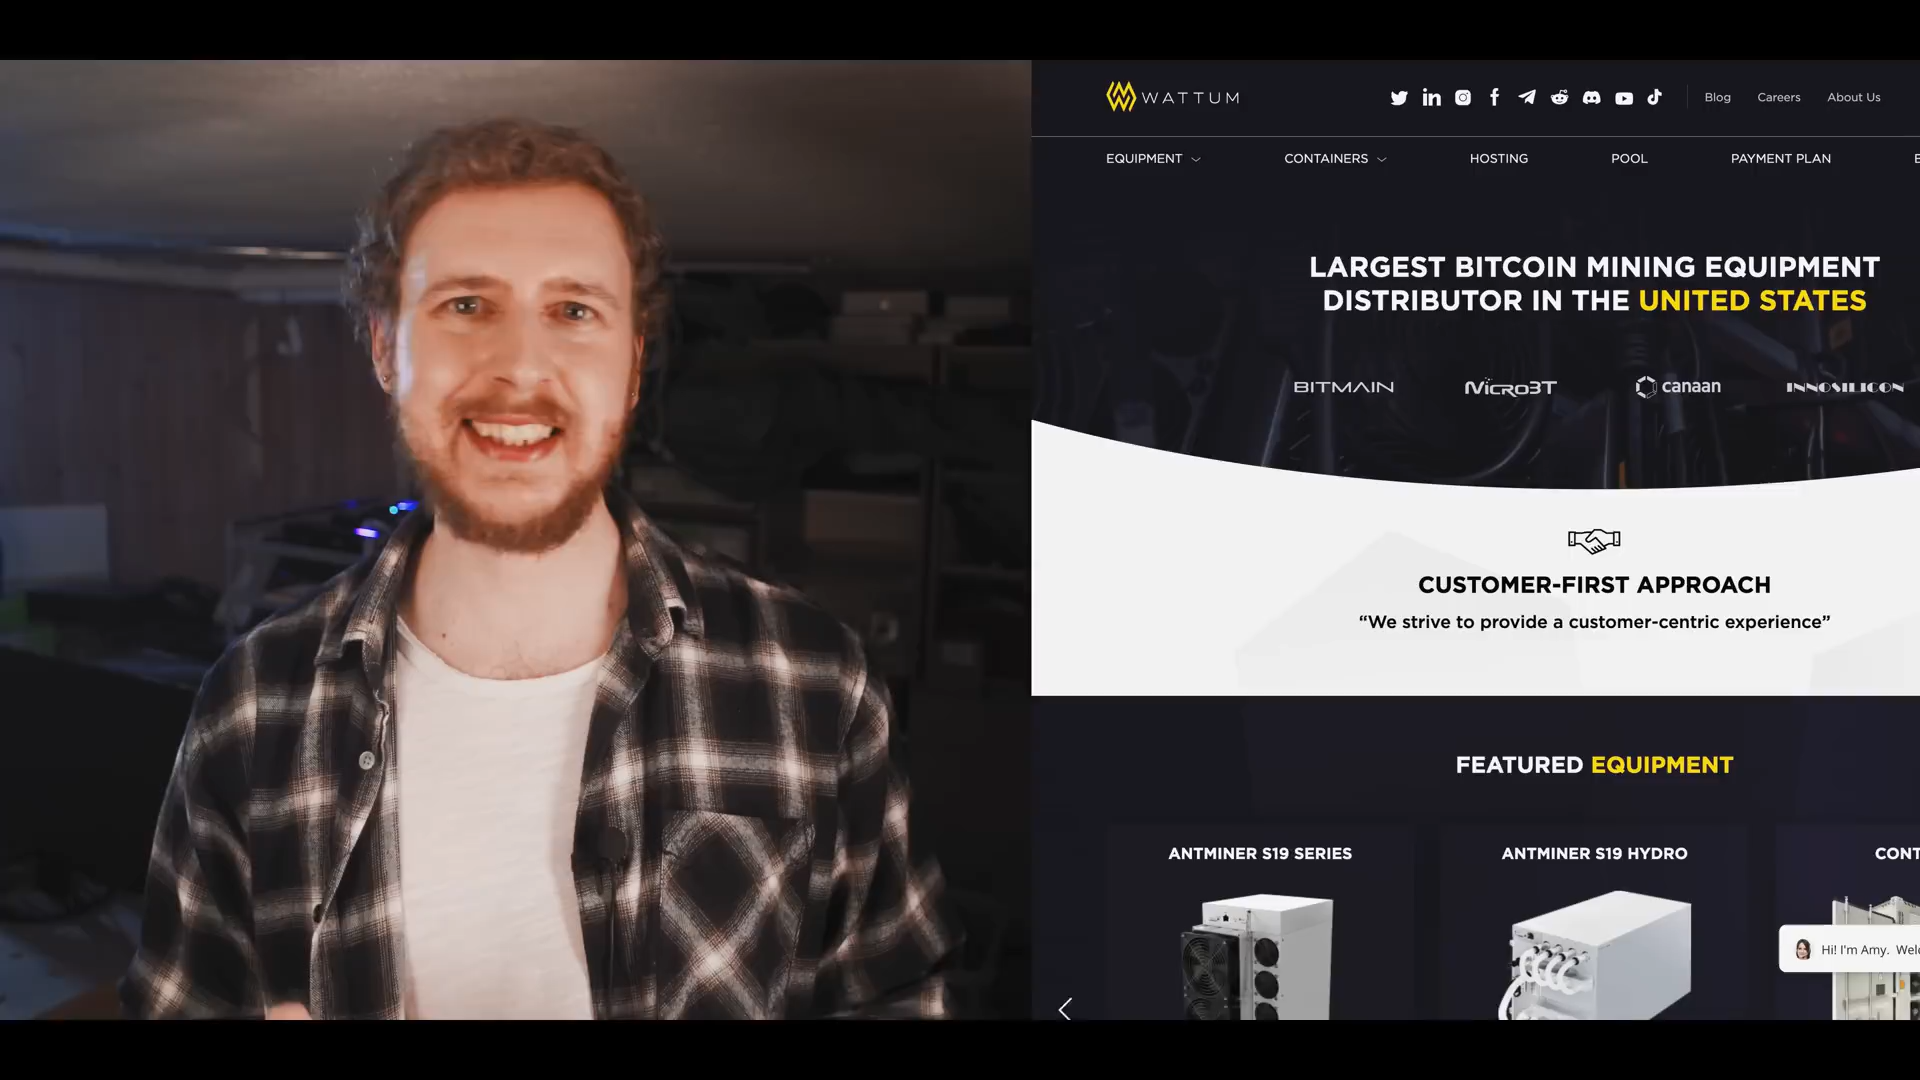 WATTUM
Blog Careers About Us
EQUIPMENT CONTAINERS HOSTING POOL PAYMENT PLAN
LARGEST BITCOIN MINING EQUIPMENT
DISTRIBUTOR IN THE UNITED STATES
BITMAIN MicroBT canaan INNOSILICON
CUSTOMER-FIRST APPROACH
“We strive to provide a customer-centric experience”
FEATURED EQUIPMENT
ANTMINER S19 SERIES ANTMINER S19 HYDRO
Hi! I'm Amy.